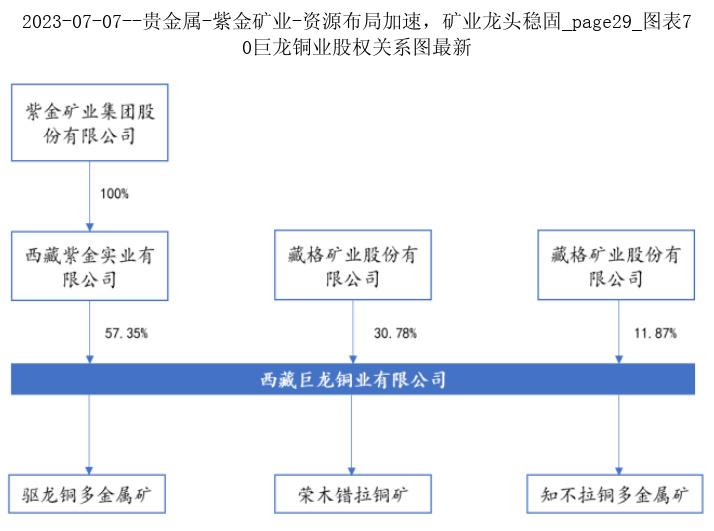 2023-07-07--贵金属-紫金矿业-资源布局加速，矿业龙头稳固_page29_图表7
0巨龙铜业股权关系图最新
紫金矿业集团股
份有限公司
100%
西藏紫金实业有
限公司
藏格矿业股份有
限公司
藏格矿业股份有
限公司
57.35%
30.78%
11.87%
西藏巨龙铜业有限公司
驱龙铜多金属矿
荣木错拉铜矿
知不拉铜多金属矿